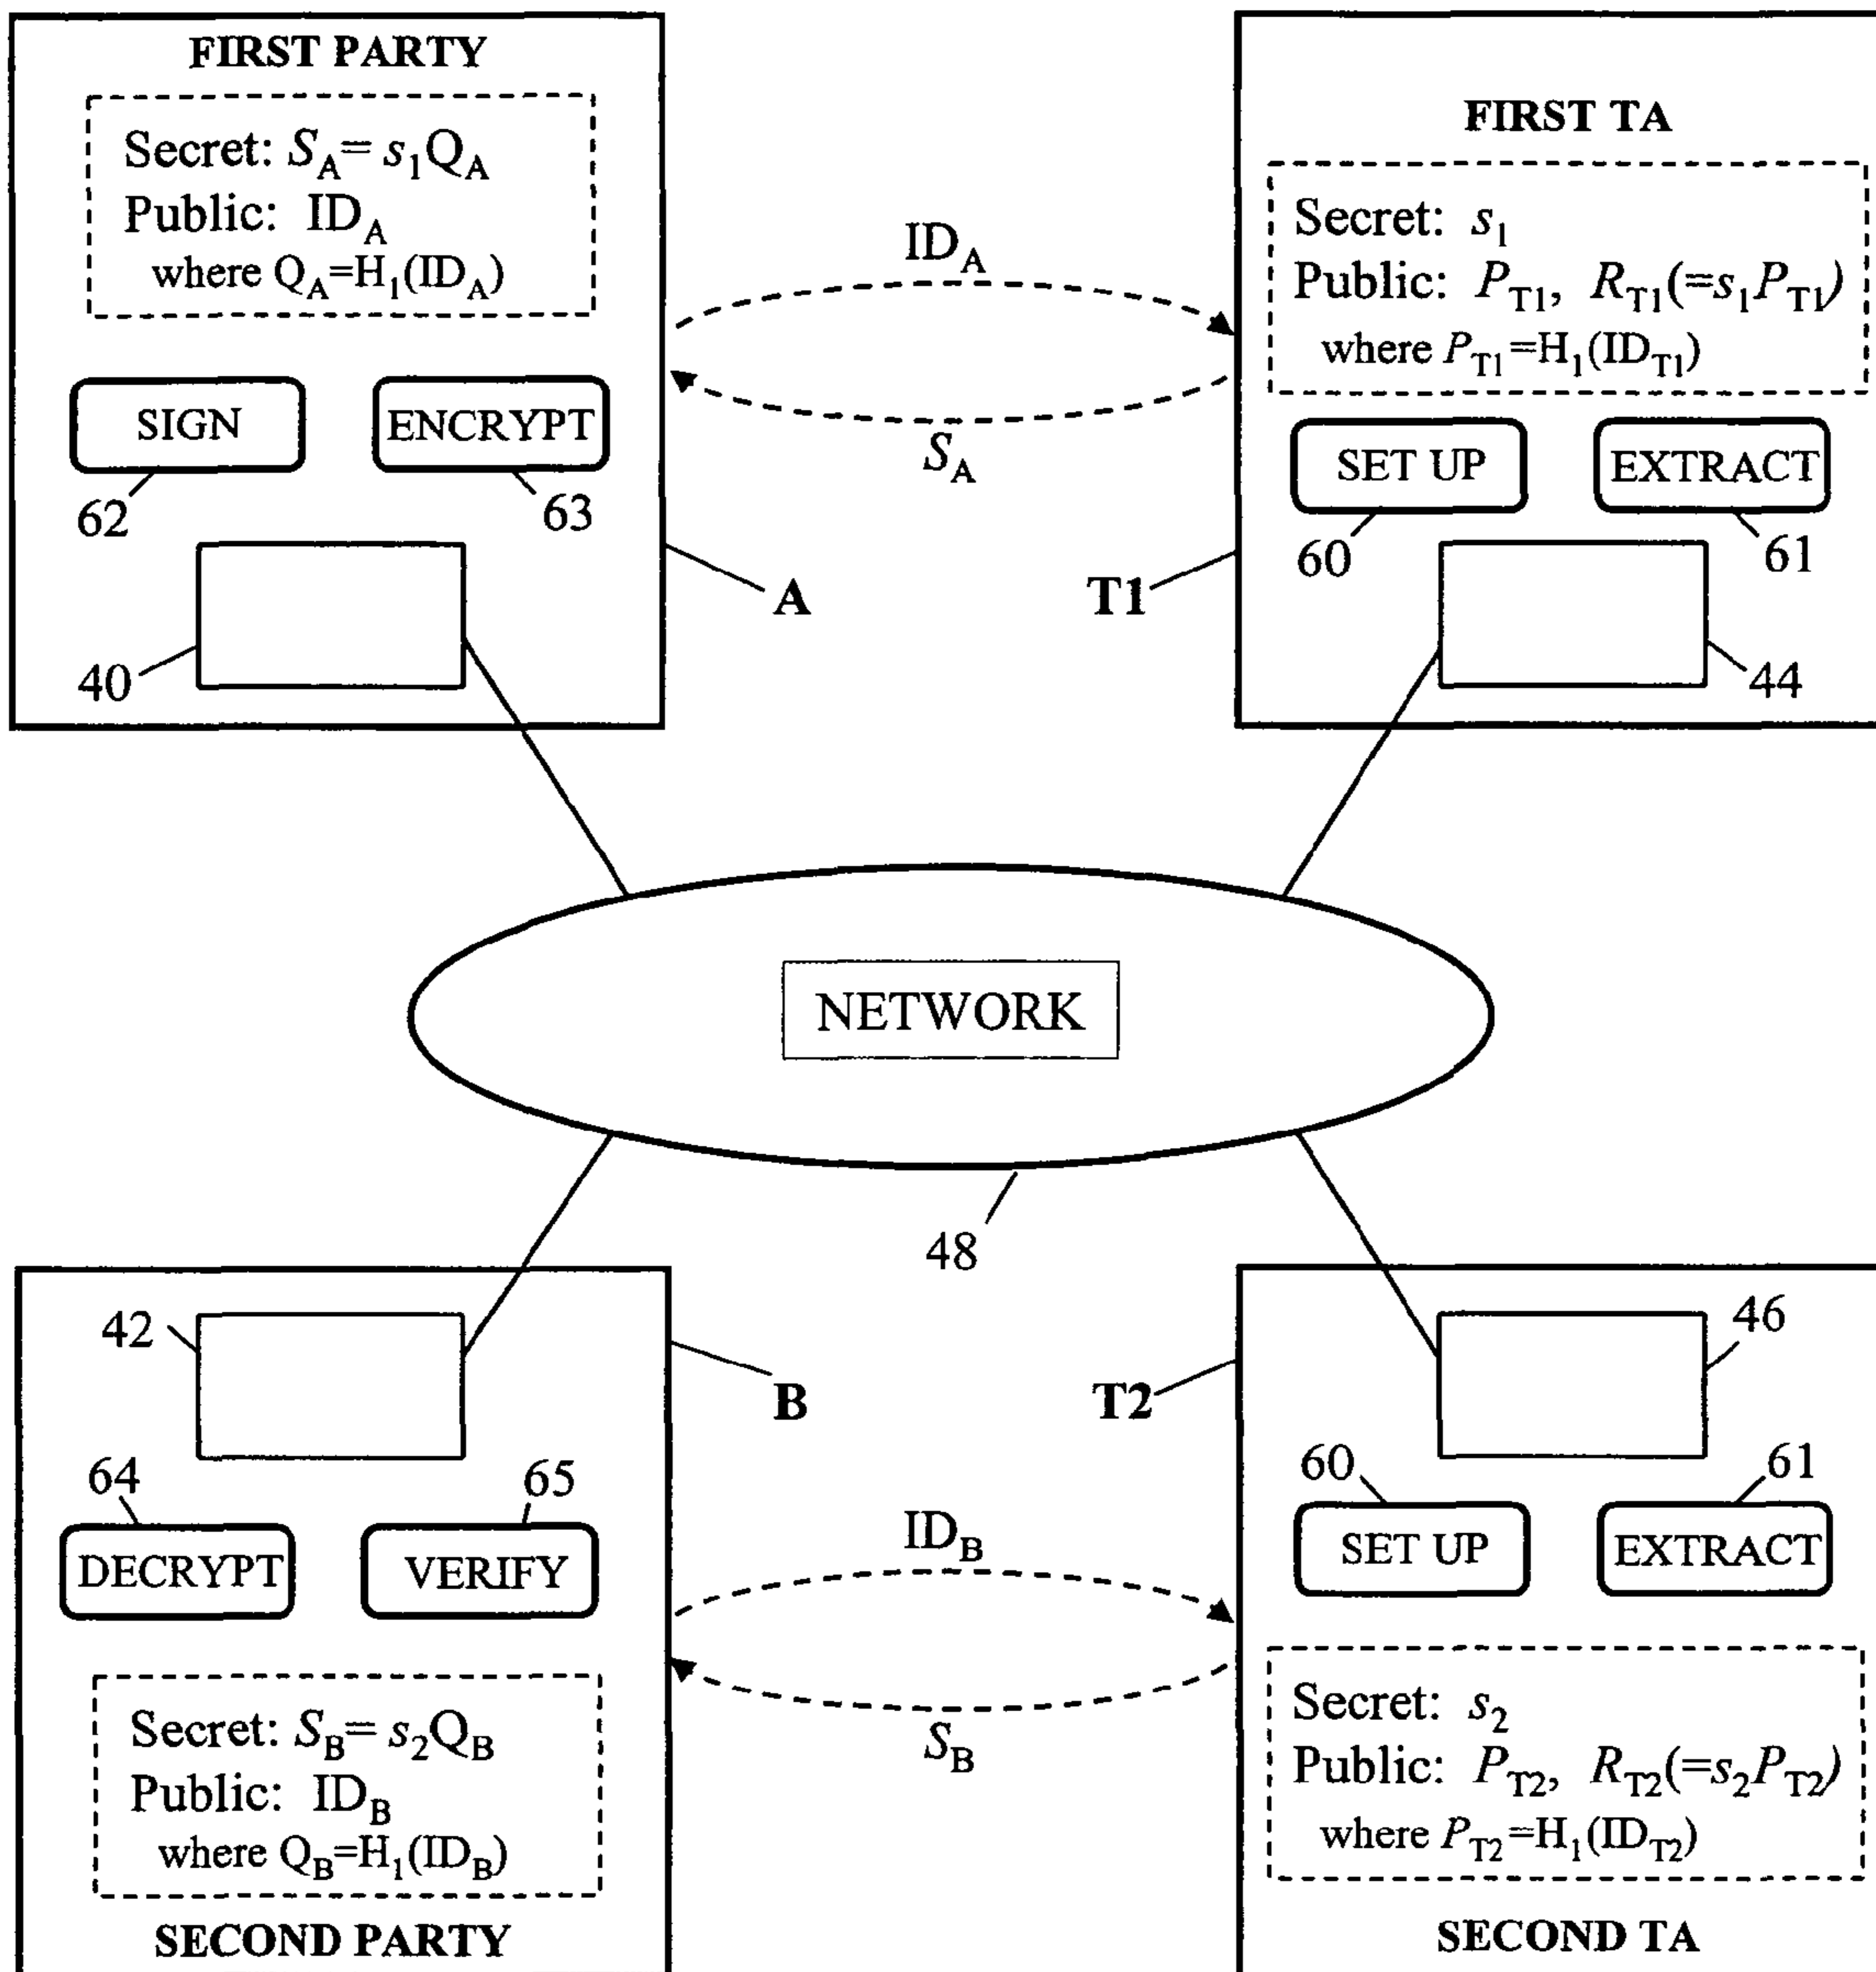 FIRST PARTY
Secret: S_A = s_1Q_A
Public: ID_A
where Q_A=H_1(ID_A)
SIGN
ENCRYPT
62
63
40
A
ID_A
S_A
FIRST TA
Secret: s_1
Public: P_T1, R_T1(=s_1P_T1)
where P_T1=H_1(ID_T1)
SET UP
EXTRACT
60
61
T1
44
NETWORK
48
42
B
64
65
DECRYPT
VERIFY
Secret: S_B = s_2Q_B
Public: ID_B
where Q_B=H_1(ID_B)
SECOND PARTY
ID_B
S_B
T2
46
60
61
SET UP
EXTRACT
Secret: s_2
Public: P_T2, R_T2(=s_2P_T2)
where P_T2=H_1(ID_T2)
SECOND TA